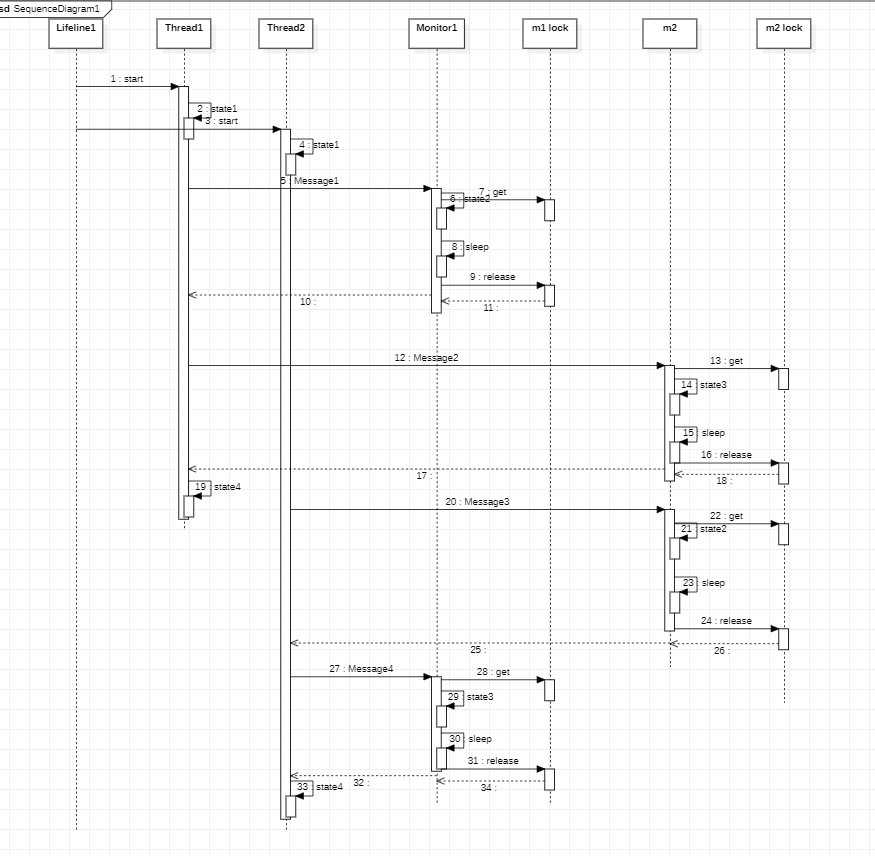 sd SequenceDiagram1
Lifeline1
Thread1
Thread2
Monitor1
m1 lock
m2
m2 lock
1 : start
2 : state1
3 : start
4 : state1
5 : Message1
6 : state2
7 : get
8 : sleep
9 : release
10 :
11 :
12 : Message2
13 : get
14 : state3
15 : sleep
16 : release
17 :
18 :
19 : state4
20 : Message3
22 : get
21 : state2
23 : sleep
24 : release
25 :
26 :
27 : Message4
28 : get
29 : state3
30 : sleep
31 : release
32 :
33 : state4
34 :